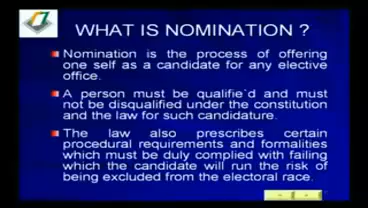 WHAT IS NOMINATION ?
Nomination is the process of offering
one self as a candidate for any elective
office.
A person must be qualifie`d and must
not be disqualified under the constitution
and the law for such candidature.
The law also prescribes certain
procedural requirements and formalities
which must be duly complied with failing
which the candidate will run the risk of
being excluded from the electoral race.